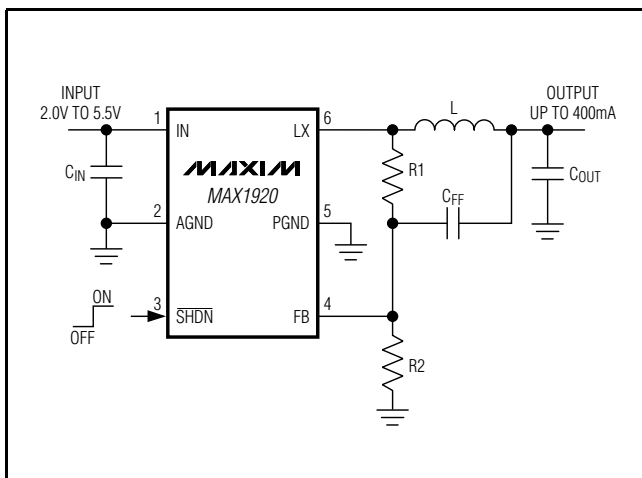 INPUT
2.0V TO 5.5V
OUTPUT
UP TO 400mA
L
1
IN
LX
6
R1
CIN
MAXIM
MAX1920
COUT
CFF
2
AGND
PGND
5
ON
OFF
3
SHDN
FB
4
R2